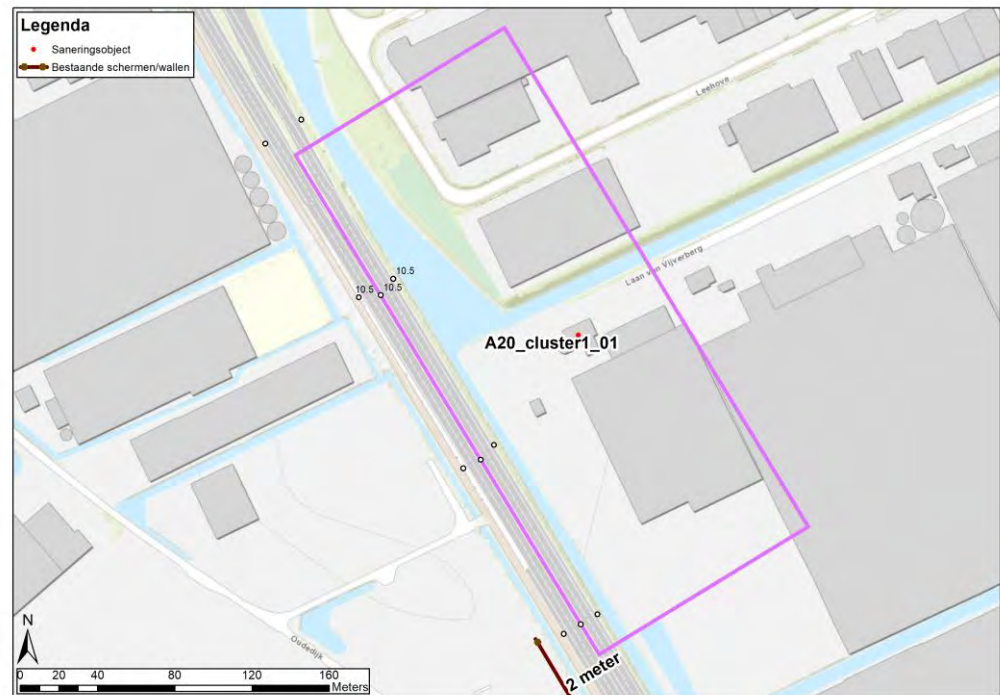 Legenda
Saneringsobject
Bestaande schermen/wallen
Leehove
10.5
10.5 10.5
Laan van Vijverberg
A20_cluster1_01
Oudedijk
2 meter
N
0 20 40 80 120 160
Meters